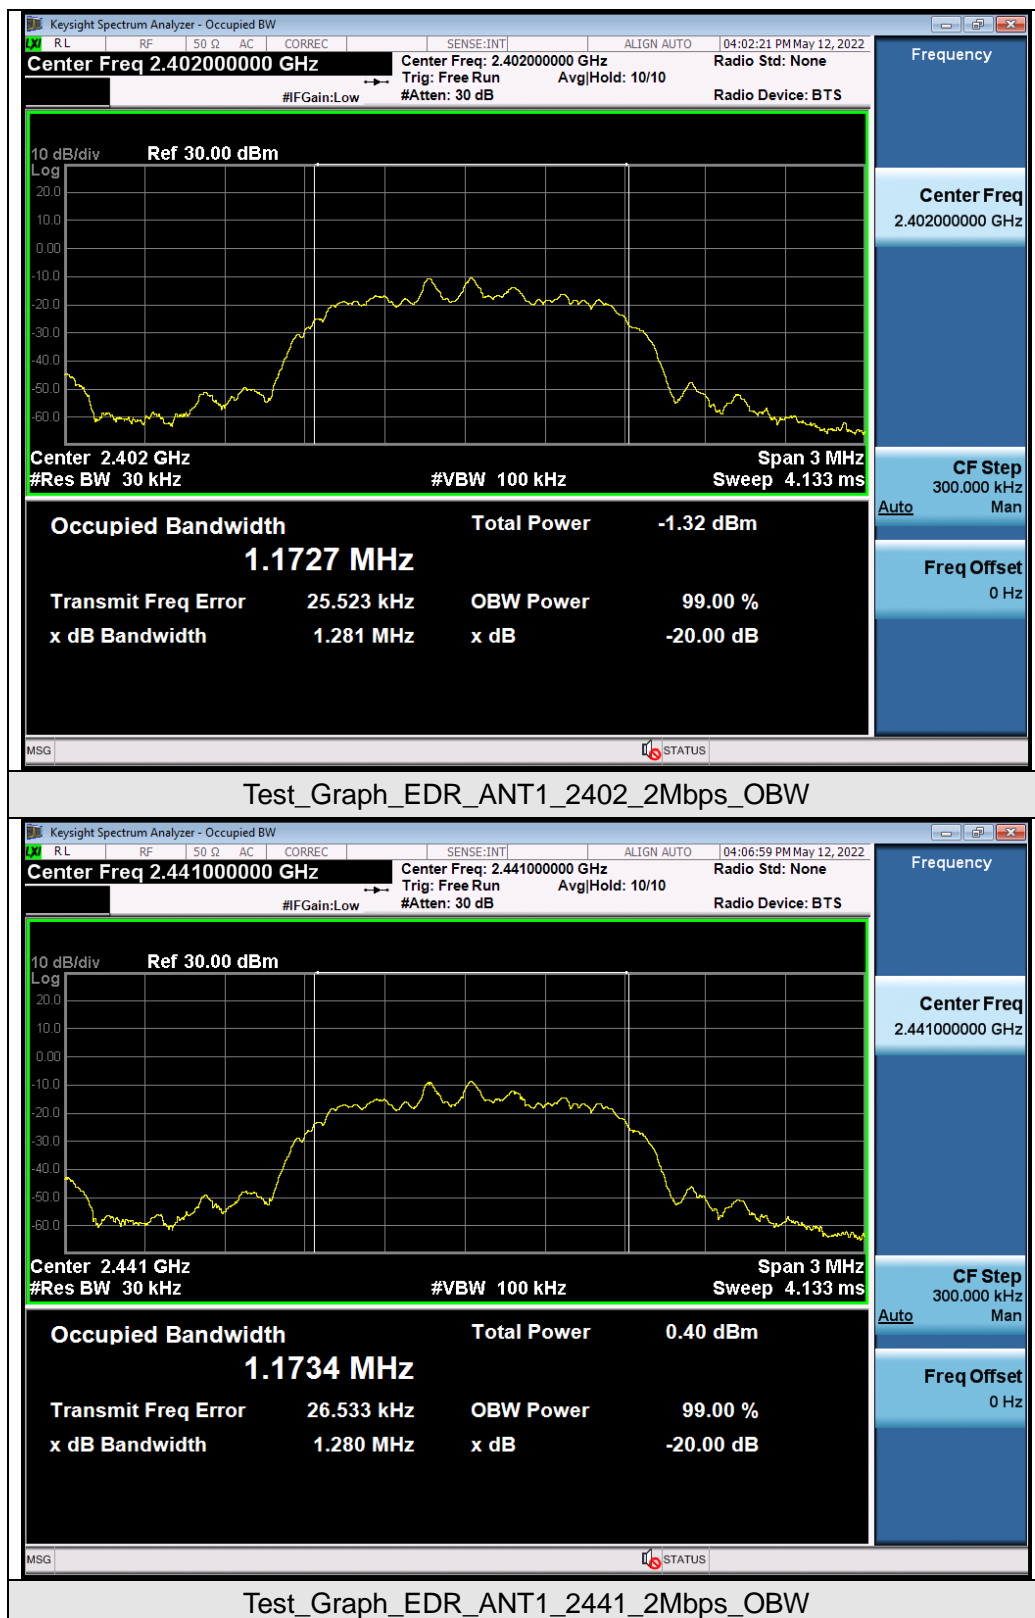 Keysight Spectrum Analyzer - Occupied BW
LXI RL RF 50 Ω AC CORREC SENSE:INT ALIGN AUTO 04:02:21 PM May 12, 2022
Center Freq 2.402000000 GHz
Center Freq: 2.402000000 GHz Radio Std: None
Trig: Free Run Avg|Hold: 10/10
#IFGain:Low #Atten: 30 dB Radio Device: BTS
Frequency
10 dB/div Ref 30.00 dBm
Log
20.0
10.0
0.00
-10.0
-20.0
-30.0
-40.0
-50.0
-60.0
Center 2.402 GHz Span 3 MHz
#Res BW 30 kHz #VBW 100 kHz Sweep 4.133 ms
Center Freq
2.402000000 GHz
CF Step
300.000 kHz
Auto Man
Freq Offset
0 Hz
Occupied Bandwidth Total Power -1.32 dBm
1.1727 MHz
Transmit Freq Error 25.523 kHz OBW Power 99.00 %
x dB Bandwidth 1.281 MHz x dB -20.00 dB
MSG STATUS
Test_Graph_EDR_ANT1_2402_2Mbps_OBW
Keysight Spectrum Analyzer - Occupied BW
LXI RL RF 50 Ω AC CORREC SENSE:INT ALIGN AUTO 04:06:59 PM May 12, 2022
Center Freq 2.441000000 GHz
Center Freq: 2.441000000 GHz Radio Std: None
Trig: Free Run Avg|Hold: 10/10
#IFGain:Low #Atten: 30 dB Radio Device: BTS
Frequency
10 dB/div Ref 30.00 dBm
Log
20.0
10.0
0.00
-10.0
-20.0
-30.0
-40.0
-50.0
-60.0
Center 2.441 GHz Span 3 MHz
#Res BW 30 kHz #VBW 100 kHz Sweep 4.133 ms
Center Freq
2.441000000 GHz
CF Step
300.000 kHz
Auto Man
Freq Offset
0 Hz
Occupied Bandwidth Total Power 0.40 dBm
1.1734 MHz
Transmit Freq Error 26.533 kHz OBW Power 99.00 %
x dB Bandwidth 1.280 MHz x dB -20.00 dB
MSG STATUS
Test_Graph_EDR_ANT1_2441_2Mbps_OBW